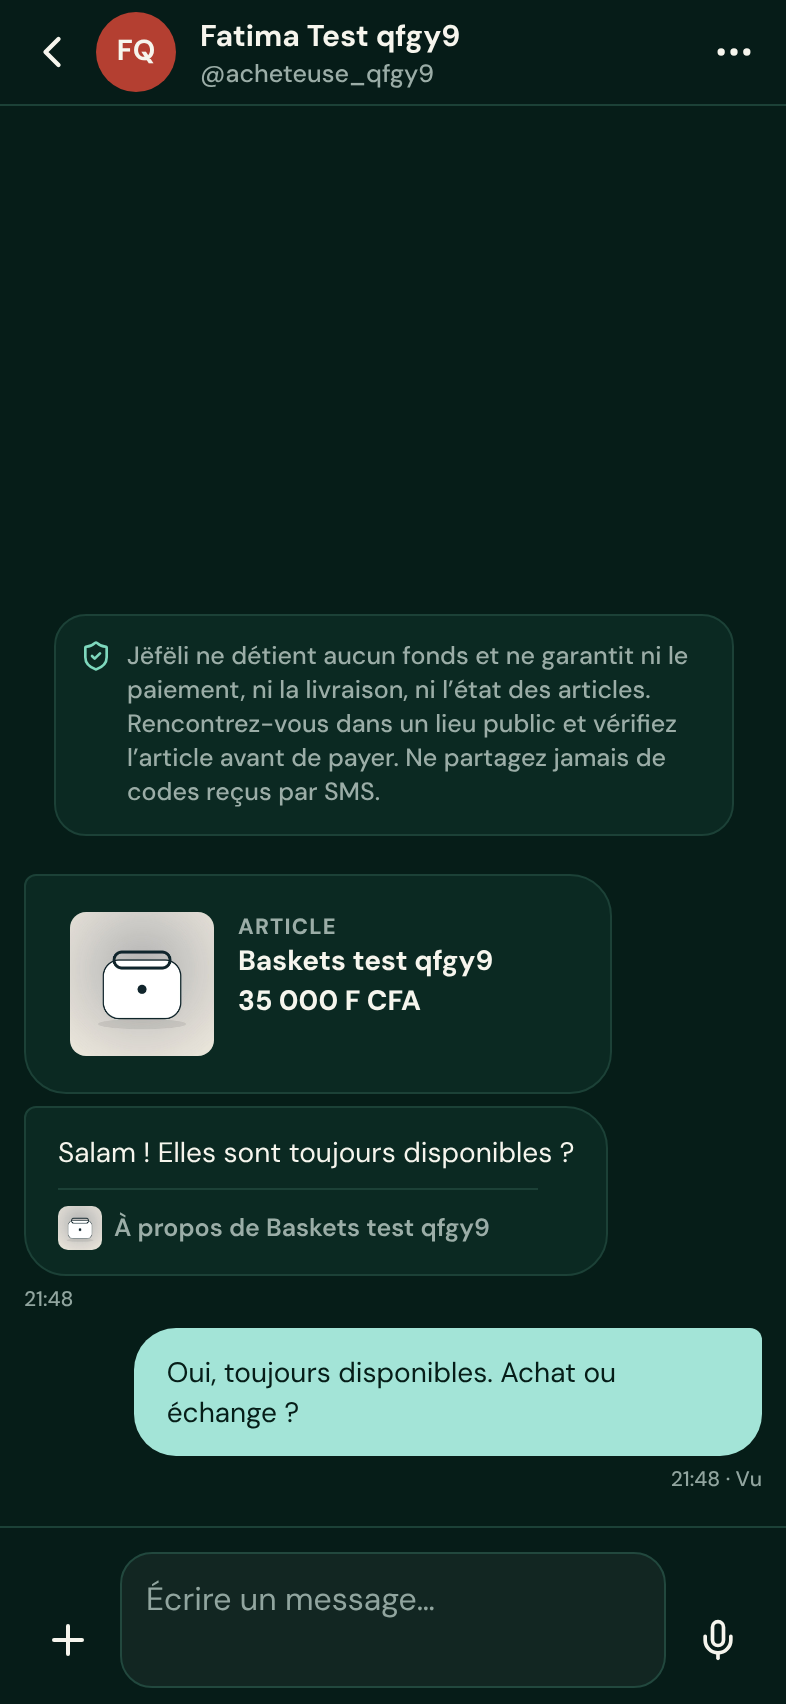 FQ
Fatima Test qfgy9
@acheteuse_qfgy9
Jëfëli ne détient aucun fonds et ne garantit ni le
paiement, ni la livraison, ni l’état des articles.
Rencontrez-vous dans un lieu public et vérifiez
l’article avant de payer. Ne partagez jamais de
codes reçus par SMS.
ARTICLE
Baskets test qfgy9
35 000 F CFA
Salam ! Elles sont toujours disponibles ?
À propos de Baskets test qfgy9
21:48
Oui, toujours disponibles. Achat ou
échange ?
21:48 · Vu
Écrire un message…